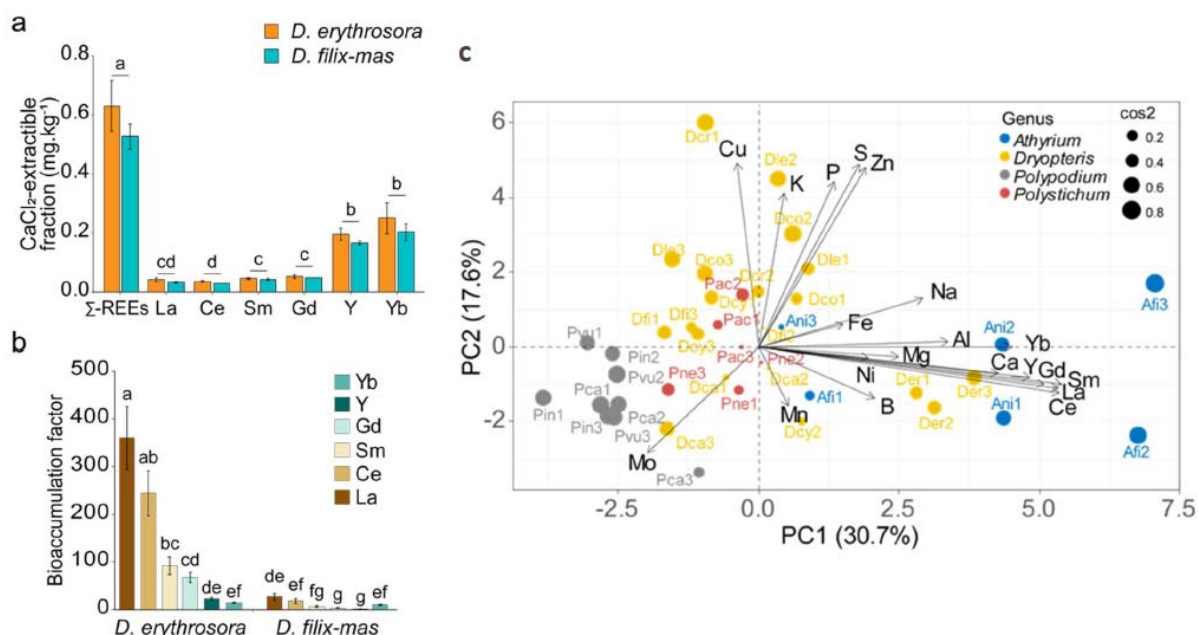 a
D. erythrosora
D. filix-mas
CaCl₂-extractible
fraction (mg.kg⁻¹)
0.8
0.6
0.4
0.2
0.0
a
cd
d
c
c
b
b
Σ-REEs La Ce Sm Gd Y Yb
b
Bioaccumulation factor
500
400
300
200
100
0
a
ab
bc
cd
de
ef
de
ef
fg
g
g
ef
Yb
Y
Gd
Sm
Ce
La
D. erythrosora D. filix-mas
c
PC2 (17.6%)
6
4
2
0
-2
-2.5 0.0 2.5 5.0 7.5
PC1 (30.7%)
Genus
Athyrium
Dryopteris
Polypodium
Polystichum
cos2
0.2
0.4
0.6
0.8
Dcr1
Cu
Dle2
K
P
S
Zn
Dco2
Dle3
Dco3
Pac2
Dcr2
Dle1
Dcy1
Dco1
Na
Afi3
Pac1
Dfi1
Dfi3
Dcy3
Ani3
Dfi2
Fe
Al
Ani2
Yb
Pvu1
Pin2
Pvu2
Pac3
Pne2
Mg
Ni
Ca
Y
Gd
Sm
La
Ce
Pne3
Dca1
Dca2
Pne1
Afi1
B
Der1
Der3
Der2
Ani1
Pin1
Pca1
Pca2
Pin3
Pvu3
Mn
Dcy2
Afi2
Dca3
Mo
Pca3